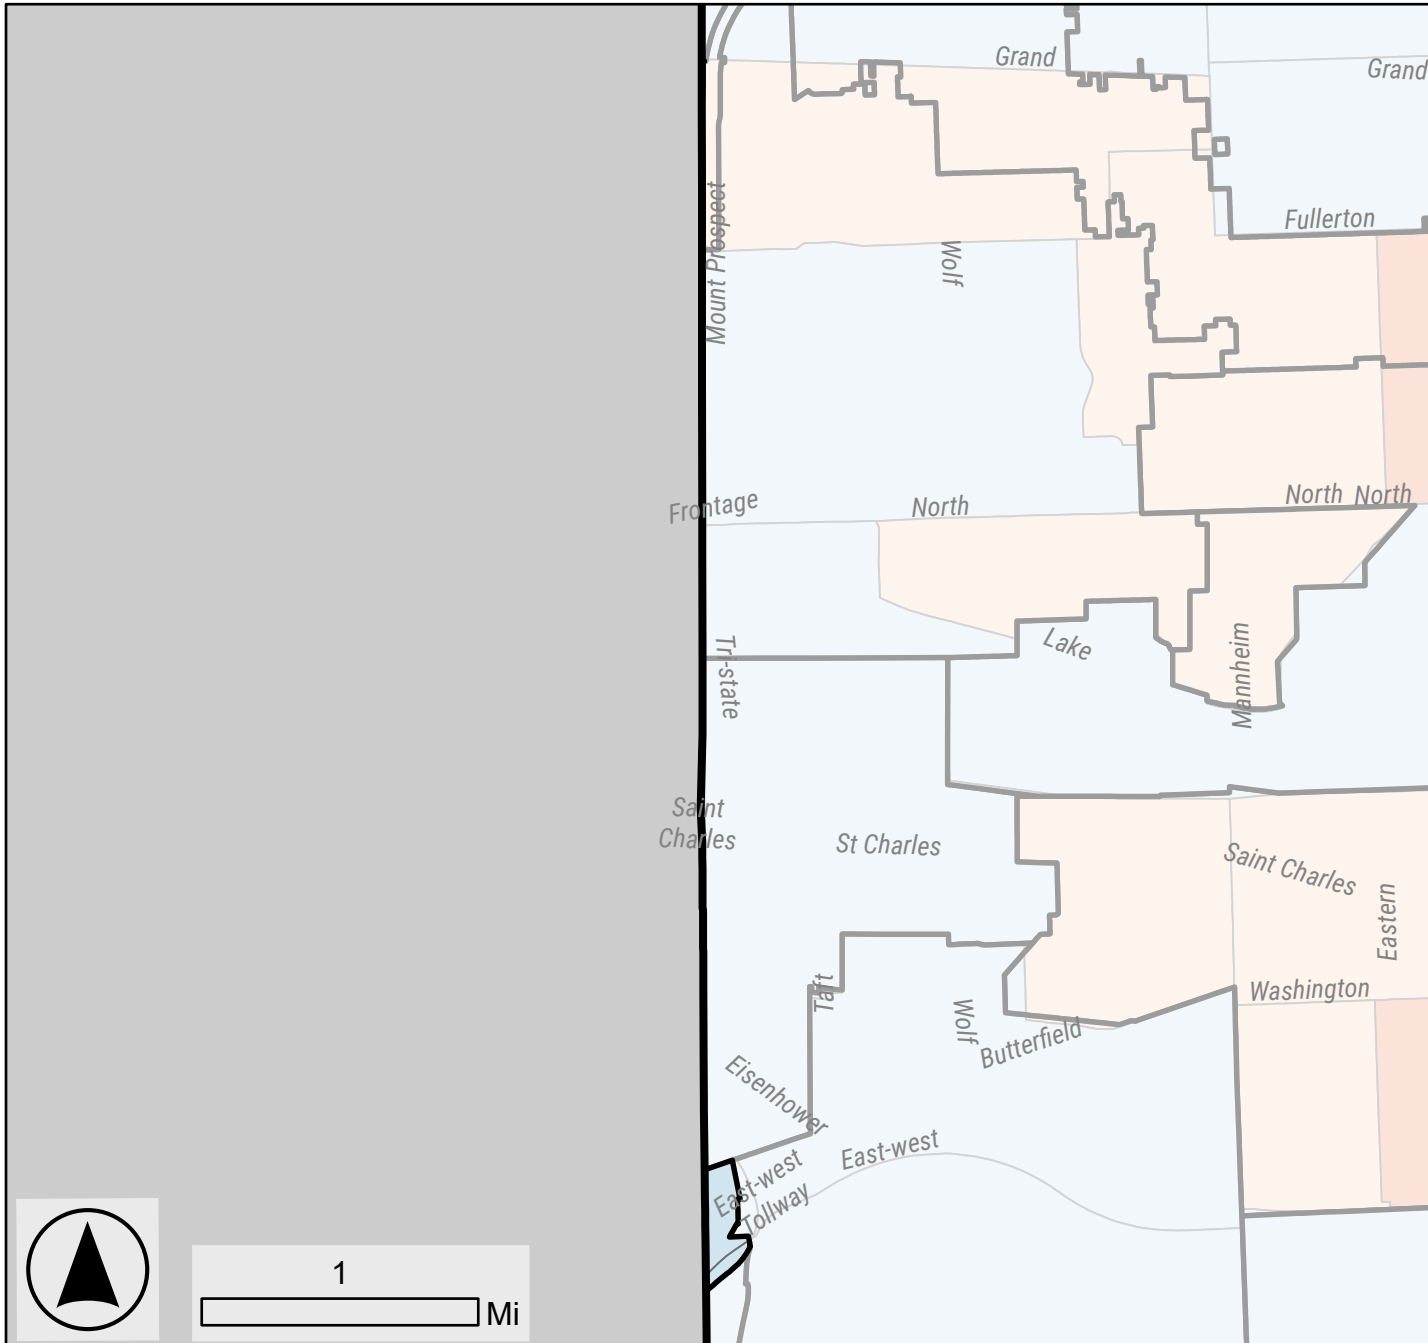 Grand
Grand
Mount Prospect
Fullerton
Wolf
Frontage
North
North
North
Lake
Tri-state
Mannheim
Saint
Charles
St Charles
Saint Charles
Eastern
Taft
Wolf
Washington
Butterfield
Eisenhower
East-west
East-west
Tollway
1
Mi